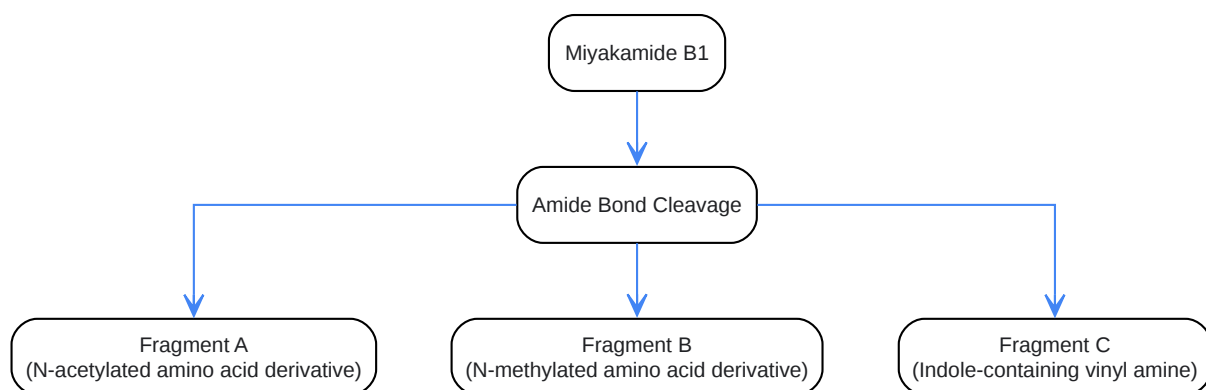 Miyakamide B1
Amide Bond Cleavage
Fragment A
(N-acetylated amino acid derivative)
Fragment B
(N-methylated amino acid derivative)
Fragment C
(Indole-containing vinyl amine)